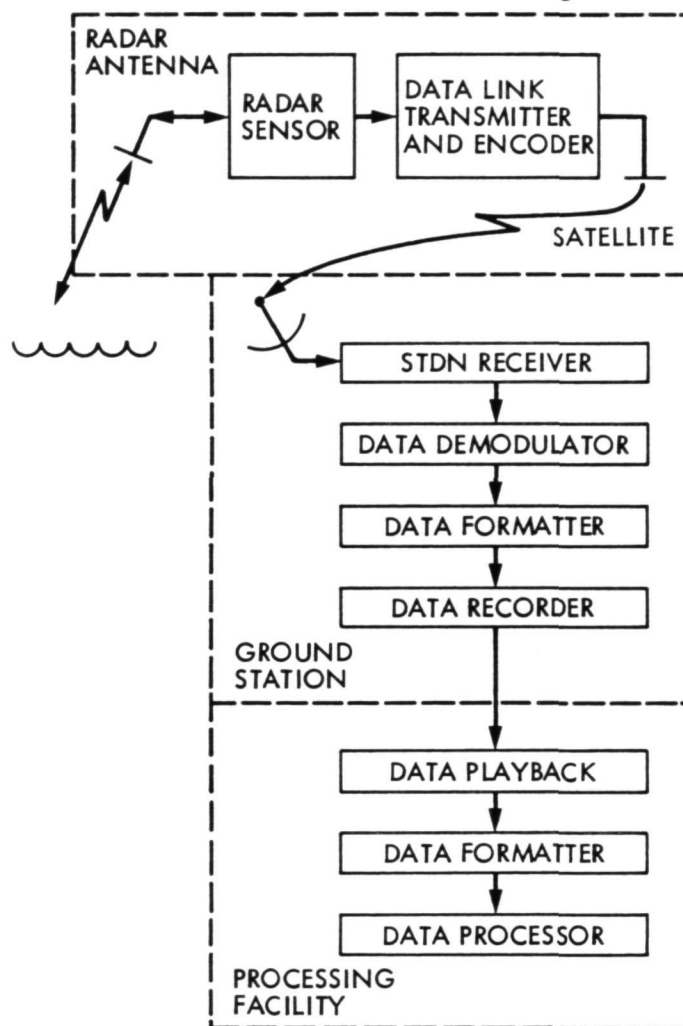 RADAR
ANTENNA
RADAR
SENSOR
DATA LINK
TRANSMITTER
AND ENCODER
SATELLITE
STDN RECEIVER
DATA DEMODULATOR
DATA FORMATTER
DATA RECORDER
GROUND
STATION
DATA PLAYBACK
DATA FORMATTER
DATA PROCESSOR
PROCESSING
FACILITY